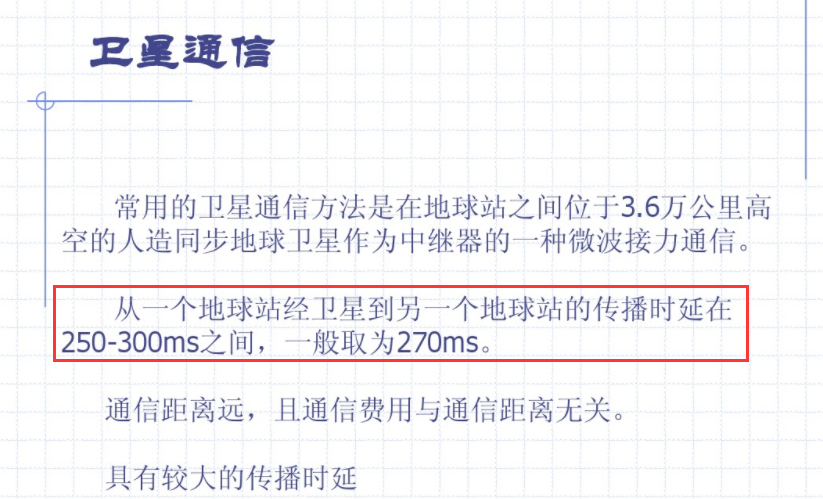 卫星通信
常用的卫星通信方法是在地球站之间位于3.6万公里高
空的人造同步地球卫星作为中继器的一种微波接力通信。
从一个地球站经卫星到另一个地球站的传播时延在
250-300ms之间，一般取为270ms。
通信距离远，且通信费用与通信距离无关。
具有较大的传播时延